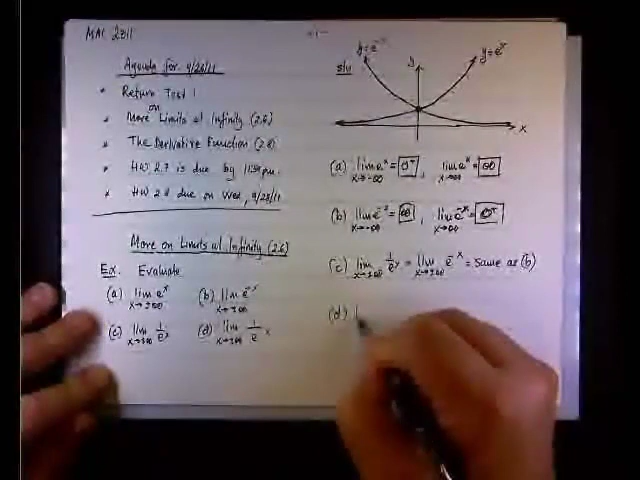 MAC 2311
-1-
Agenda for 9/26/11
* Return Test 1
* More on Limits w/ Infinity (2.6)
* The Derivative Function (2.8)
* HW 2.7 is due by 11:59 pm.
* HW 2.8 due on Wed, 9/28/11
More on Limits w/ Infinity (2.6)
Ex. Evaluate
(a) lim e^x x→±∞ (b) lim e^-x x→±∞
(c) lim 1/e^x x→±∞ (d) lim 1/e^-x x→±∞
y=e^-x y y=e^x
soln x
(a) lim e^x = 0⁺ x→-∞ lim e^x = ∞ x→∞
(b) lim e^-x = ∞ x→-∞, lim e^-x = 0⁺ x→∞
(c) lim 1/e^x x→±∞ = lim e^-x x→±∞ = Same as (b)
(d) l